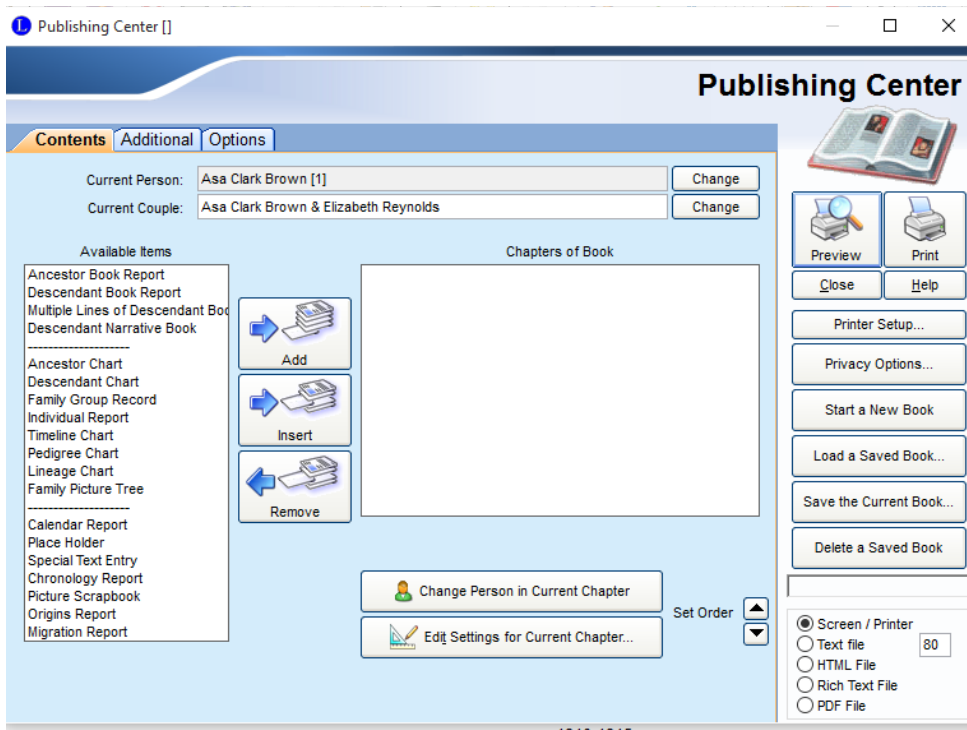 L Publishing Center []
Publishing Center
Contents Additional Options
Current Person: Asa Clark Brown [1] Change
Current Couple: Asa Clark Brown & Elizabeth Reynolds Change
Available Items
Ancestor Book Report
Descendant Book Report
Multiple Lines of Descendant Boo
Descendant Narrative Book
--------------------
Ancestor Chart
Descendant Chart
Family Group Record
Individual Report
Timeline Chart
Pedigree Chart
Lineage Chart
Family Picture Tree
--------------------
Calendar Report
Place Holder
Special Text Entry
Chronology Report
Picture Scrapbook
Origins Report
Migration Report
Add
Insert
Remove
Chapters of Book
Change Person in Current Chapter
Edit Settings for Current Chapter...
Set Order
Preview Print
Close Help
Printer Setup...
Privacy Options...
Start a New Book
Load a Saved Book...
Save the Current Book...
Delete a Saved Book
Screen / Printer
Text file 80
HTML File
Rich Text File
PDF File